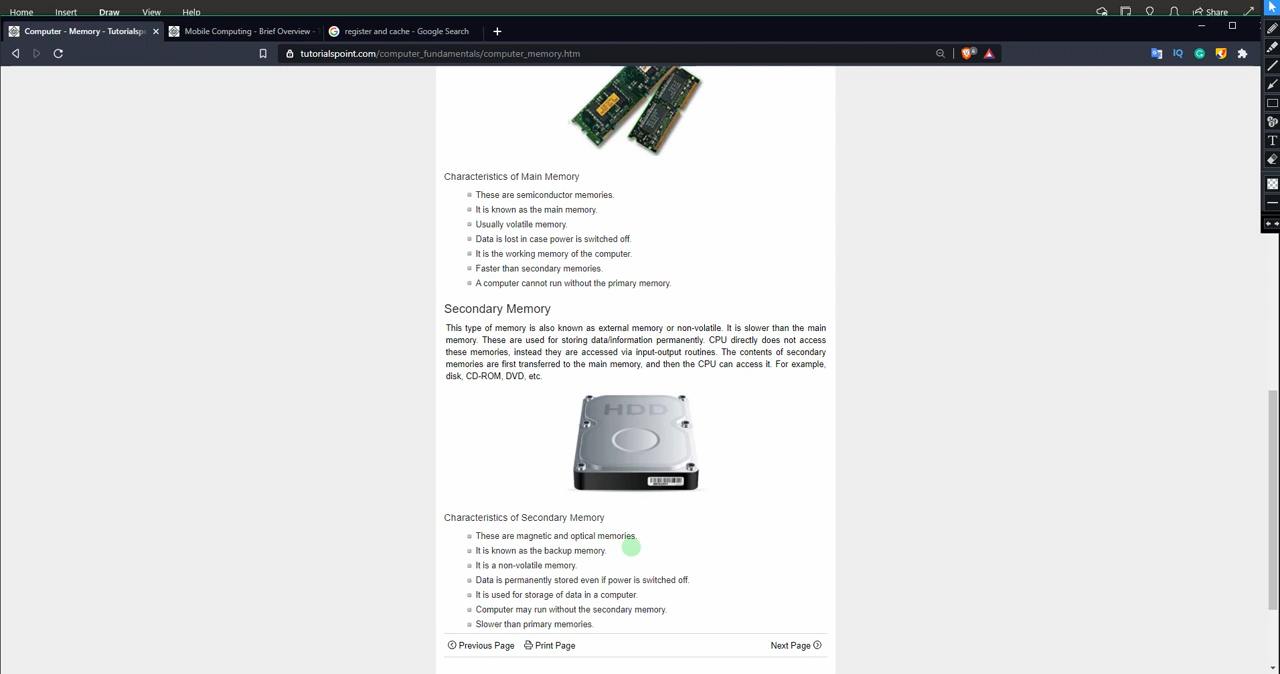 Home Insert Draw View Help Share
Computer - Memory - Tutorialsp Mobile Computing - Brief Overview - register and cache - Google Search
tutorialspoint.com/computer_fundamentals/computer_memory.htm
Characteristics of Main Memory
These are semiconductor memories.
It is known as the main memory.
Usually volatile memory.
Data is lost in case power is switched off.
It is the working memory of the computer.
Faster than secondary memories.
A computer cannot run without the primary memory.
Secondary Memory
This type of memory is also known as external memory or non-volatile. It is slower than the main
memory. These are used for storing data/information permanently. CPU directly does not access
these memories, instead they are accessed via input-output routines. The contents of secondary
memories are first transferred to the main memory, and then the CPU can access it. For example,
disk, CD-ROM, DVD, etc.
HDD
Characteristics of Secondary Memory
These are magnetic and optical memories.
It is known as the backup memory.
It is a non-volatile memory.
Data is permanently stored even if power is switched off.
It is used for storage of data in a computer.
Computer may run without the secondary memory.
Slower than primary memories.
Previous Page Print Page Next Page